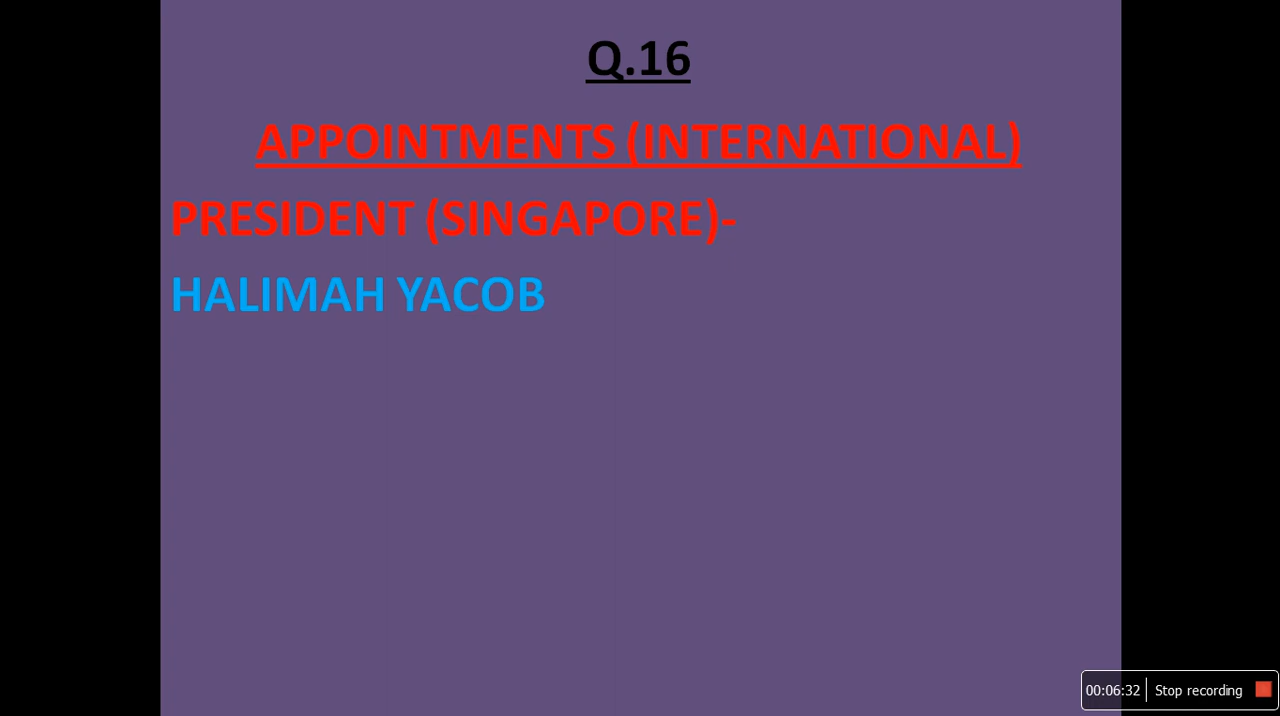 Q.16
APPOINTMENTS (INTERNATIONAL)
PRESIDENT (SINGAPORE)-
HALIMAH YACOB
00:06:32 Stop recording